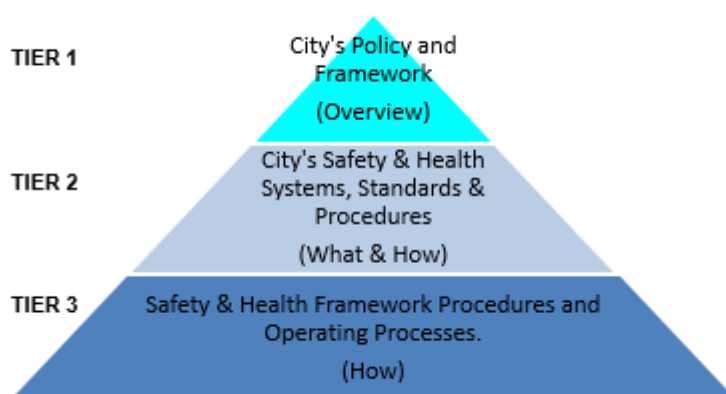 TIER 1
City's Policy and
Framework
(Overview)
TIER 2
City's Safety & Health
Systems, Standards &
Procedures
(What & How)
TIER 3
Safety & Health Framework Procedures and
Operating Processes.
(How)